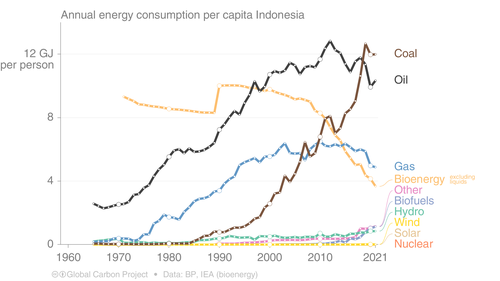 Annual energy consumption per capita Indonesia
12 GJ
per person
8
4
0
Coal
Oil
Gas
Bioenergy excluding liquids
Other
Biofuels
Hydro
Wind
Solar
Nuclear
1960 1970 1980 1990 2000 2010 2021
Global Carbon Project • Data: BP, IEA (bioenergy)